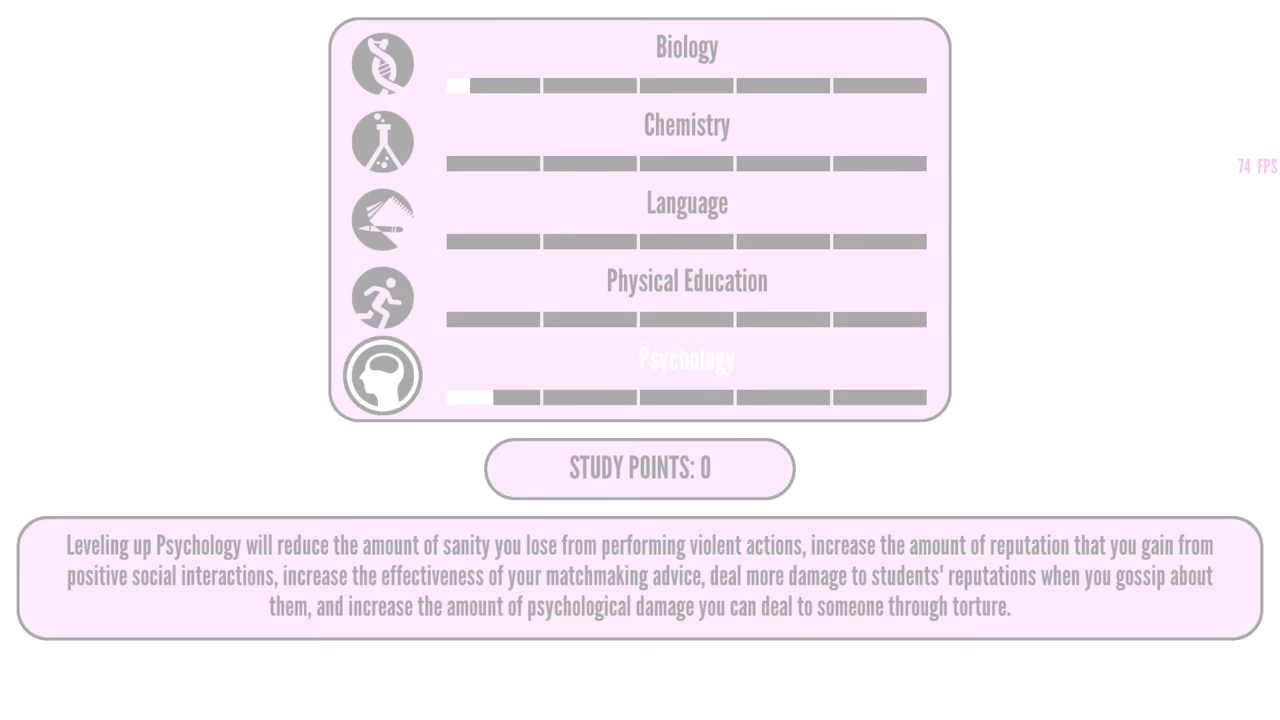 Biology
Chemistry
74 FPS
Language
Physical Education
Psychology
STUDY POINTS: 0
Leveling up Psychology will reduce the amount of sanity you lose from performing violent actions, increase the amount of reputation that you gain from
positive social interactions, increase the effectiveness of your matchmaking advice, deal more damage to students' reputations when you gossip about
them, and increase the amount of psychological damage you can deal to someone through torture.